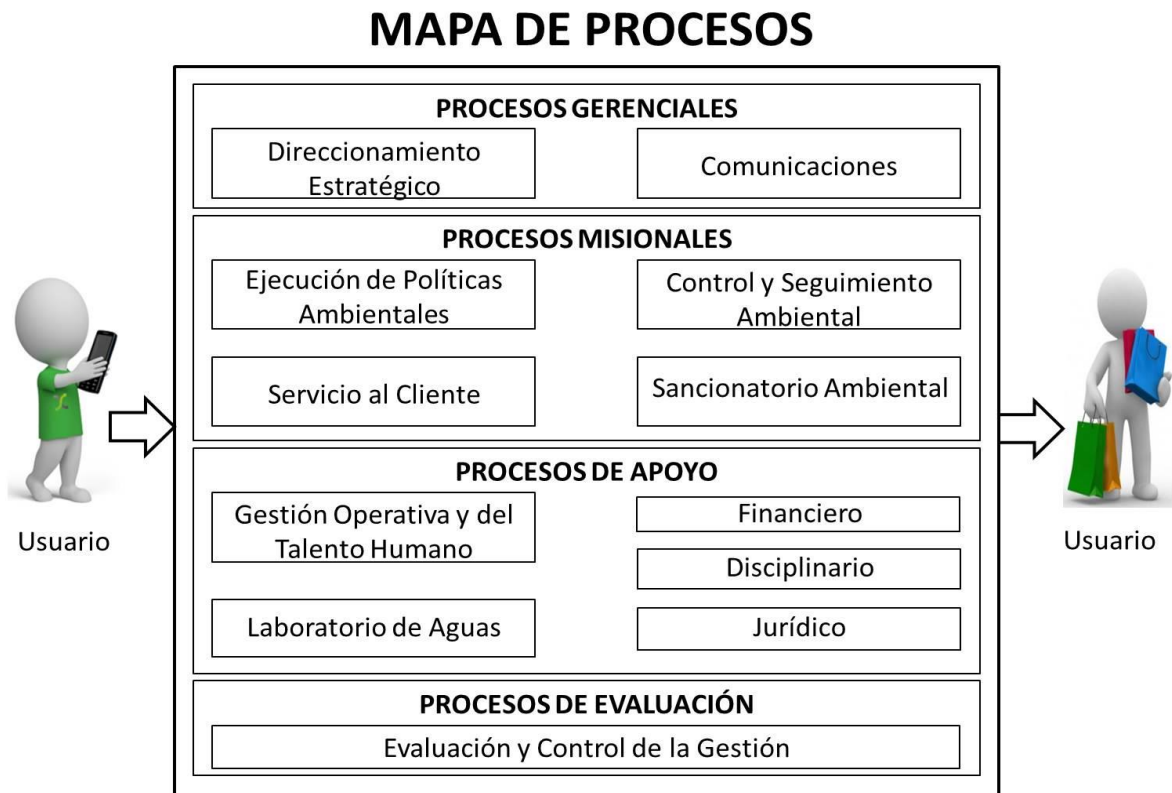 MAPA DE PROCESOS
PROCESOS GERENCIALES
Direccionamiento
Estratégico
Comunicaciones
PROCESOS MISIONALES
Ejecución de Políticas
Ambientales
Control y Seguimiento
Ambiental
Servicio al Cliente
Sancionatorio Ambiental
PROCESOS DE APOYO
Gestión Operativa y del
Talento Humano
Financiero
Disciplinario
Laboratorio de Aguas
Jurídico
PROCESOS DE EVALUACIÓN
Evaluación y Control de la Gestión
Usuario
Usuario